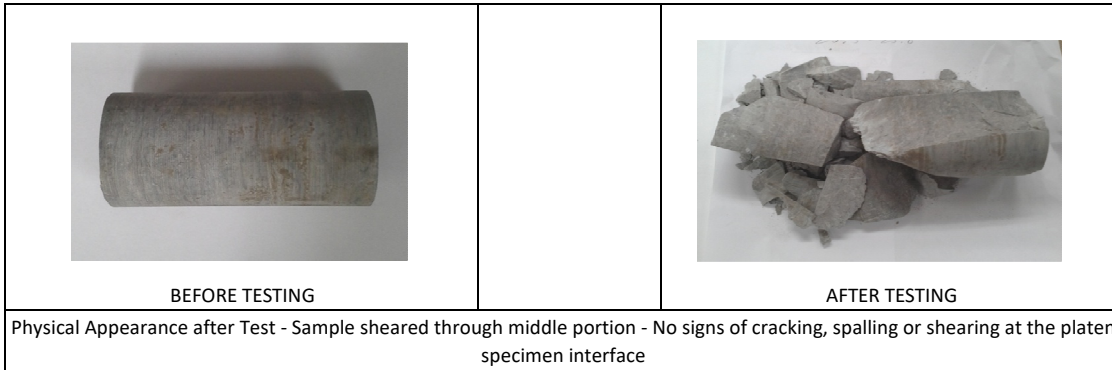 BEFORE TESTING
AFTER TESTING
Physical Appearance after Test - Sample sheared through middle portion - No signs of cracking, spalling or shearing at the platen
specimen interface